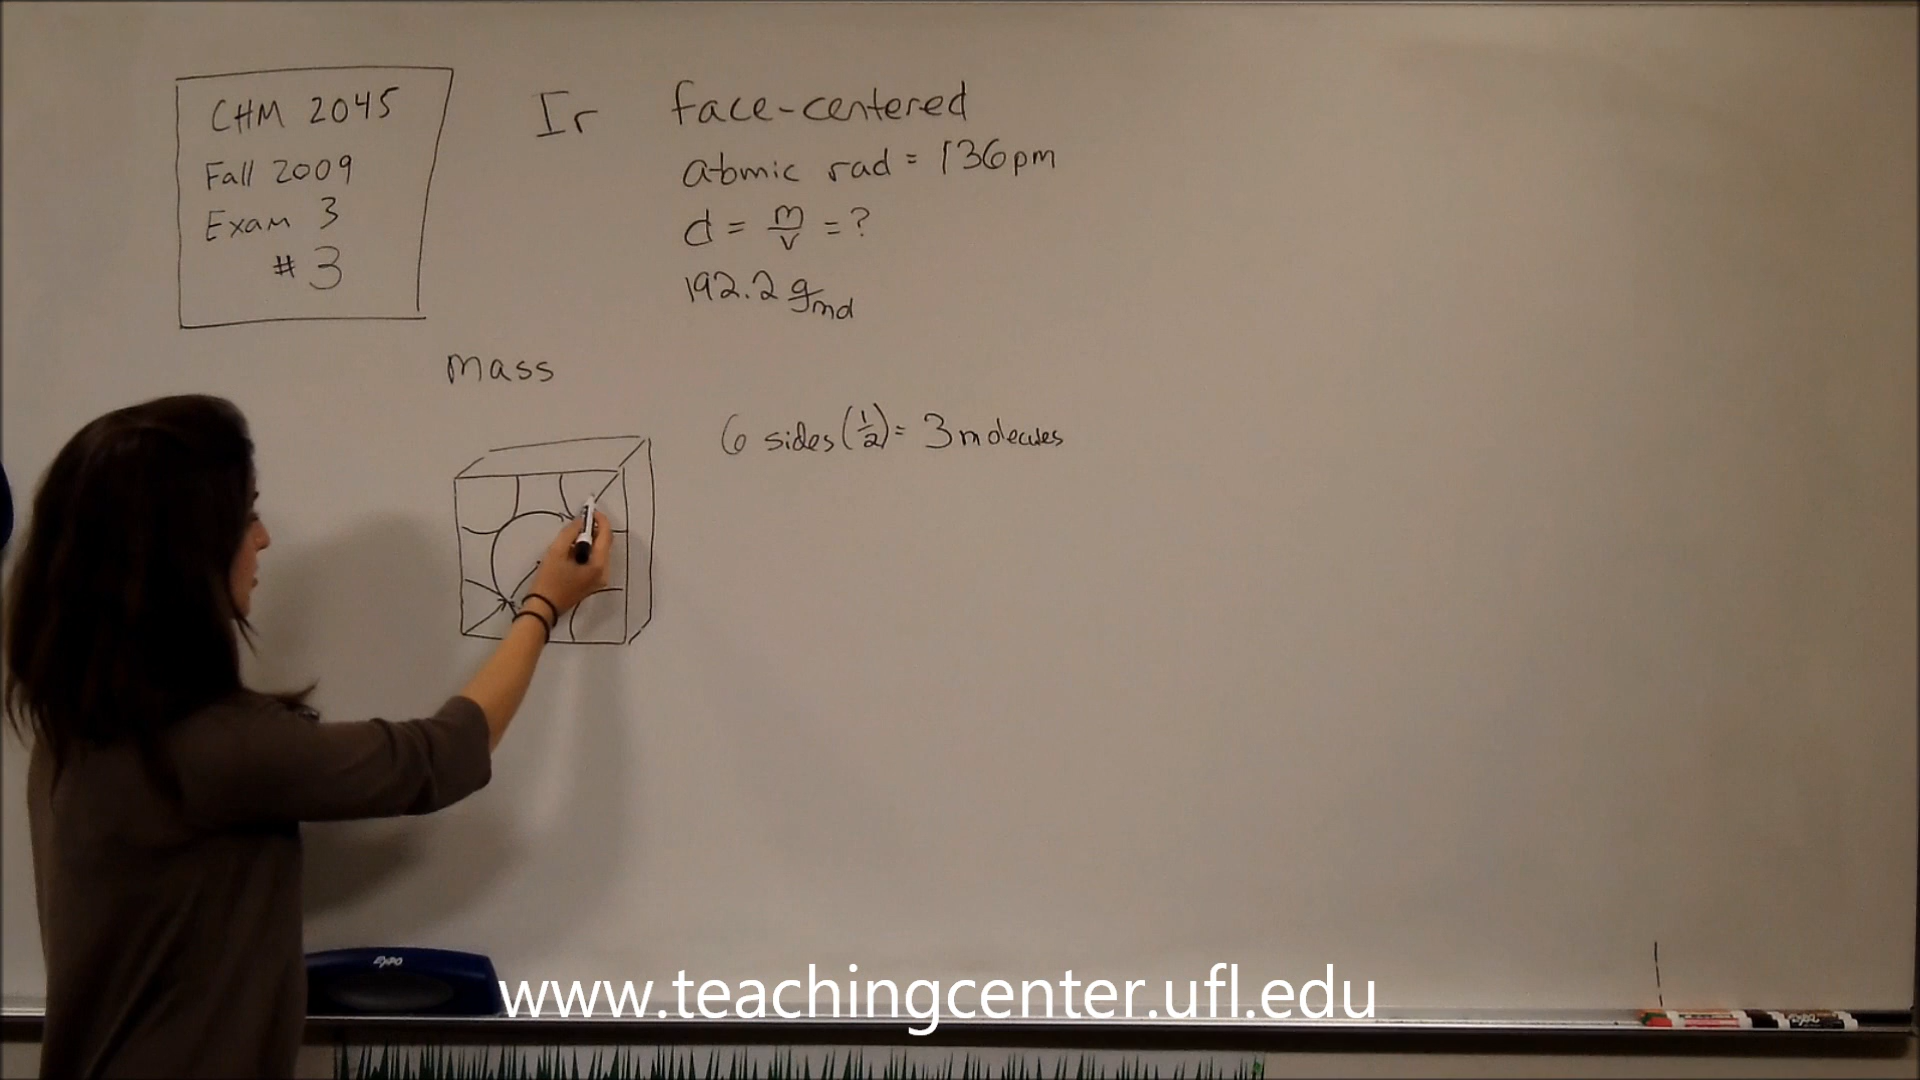 CHM 2045
Fall 2009
Exam 3
# 3
Ir face-centered
atomic rad = 136pm
d = m/v = ?
192.2 g/mol
mass
6 sides (1/2) = 3 molecules
EXPO
www.teachingcenter.ufl.edu